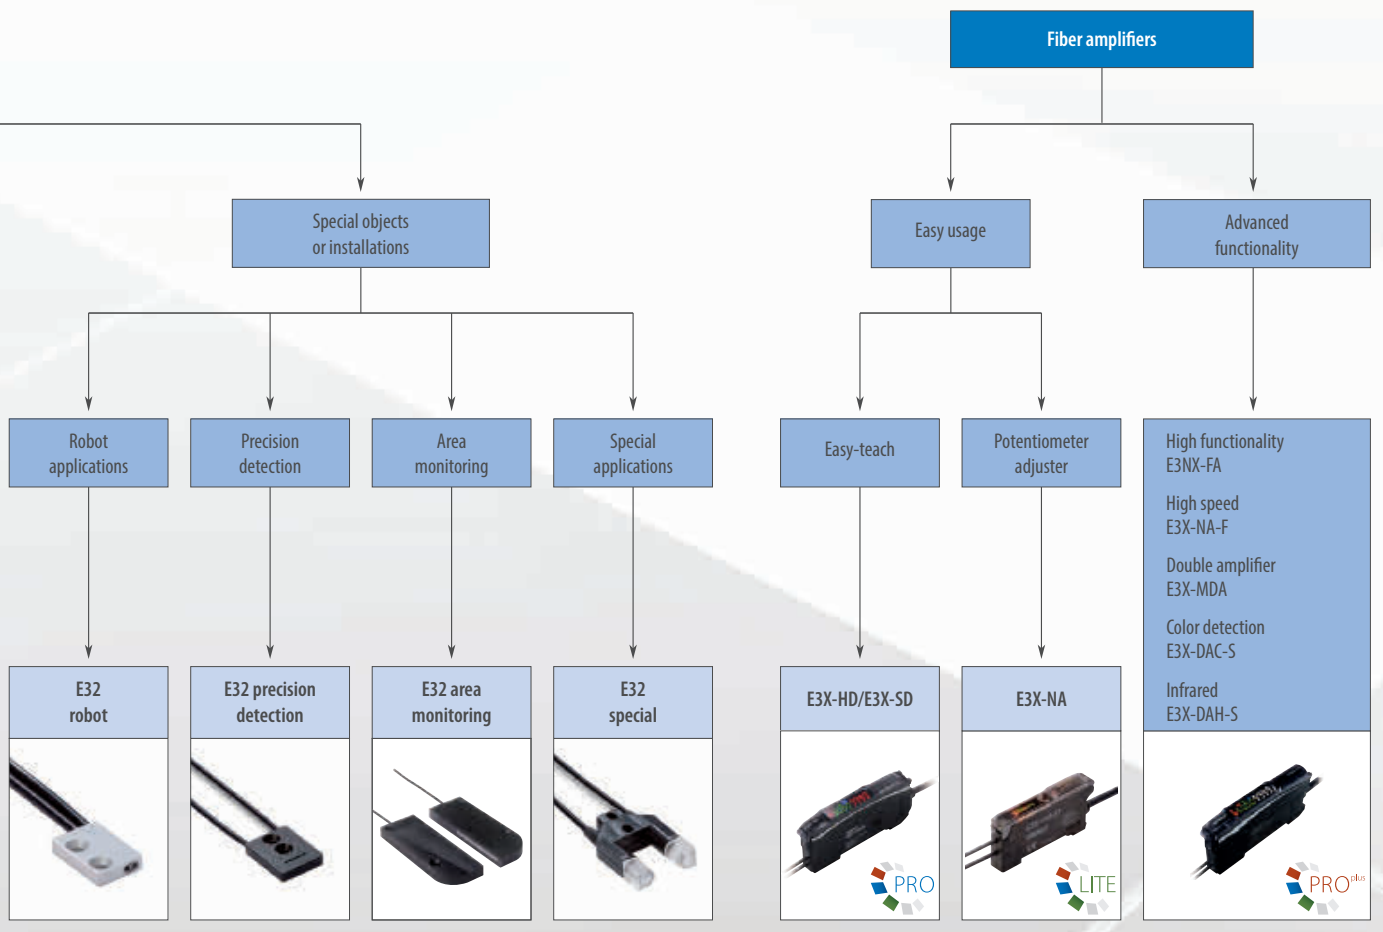 Fiber amplifiers
Special objects
or installations
Easy usage
Advanced
functionality
Robot
applications
Precision
detection
Area
monitoring
Special
applications
Easy-teach
Potentiometer
adjuster
High functionality
E3NX-FA
High speed
E3X-NA-F
Double amplifier
E3X-MDA
Color detection
E3X-DAC-S
Infrared
E3X-DAH-S
E32
robot
E32 precision
detection
E32 area
monitoring
E32
special
E3X-HD/E3X-SD
E3X-NA
PRO
LITE
PROplus